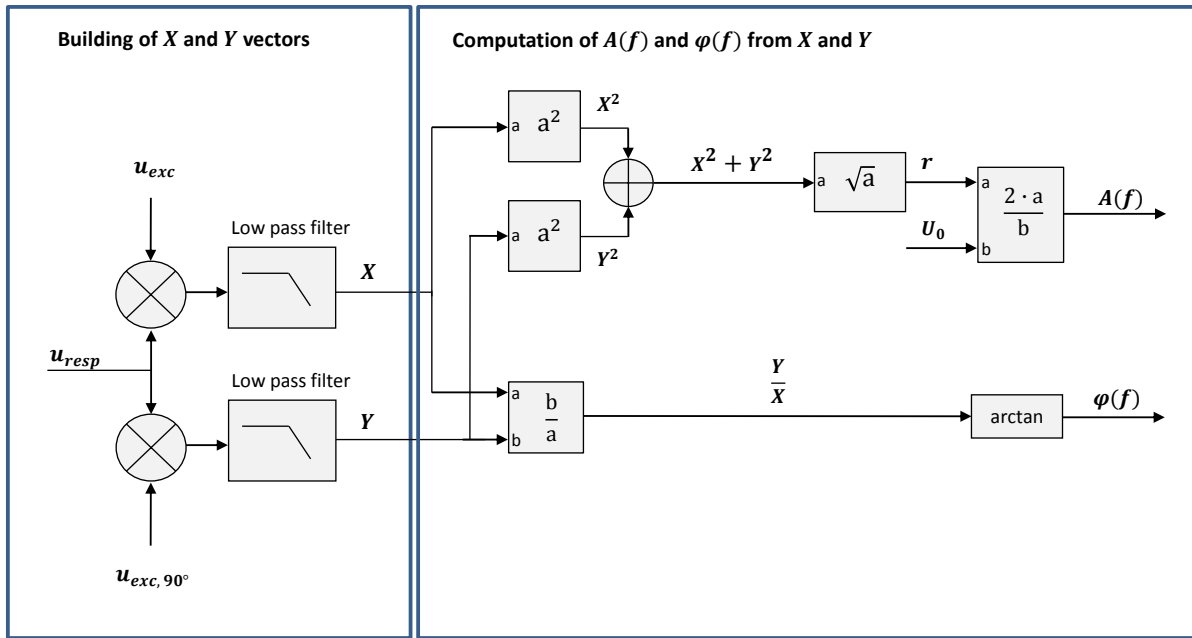 Building of X and Y vectors
u_exc
Low pass filter
X
u_resp
Low pass filter
Y
u_exc, 90°
Computation of A(f) and φ(f) from X and Y
a
a²
X²
a
a²
Y²
X² + Y²
a
√a
r
U₀
a
b
2 · a
b
A(f)
a
b
b
a
Y
X
arctan
φ(f)